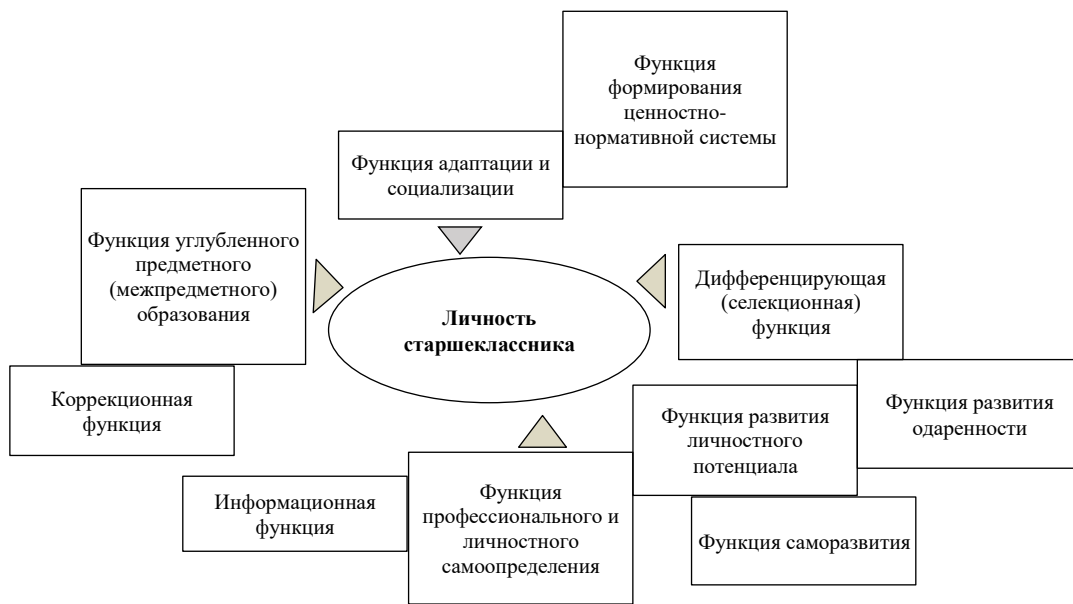 Функция
формирования
ценностно-
нормативной системы
Функция адаптации и
социализации
Функция углубленного
предметного
(межпредметного)
образования
Дифференцирующая
(селекционная)
функция
Личность
старшеклассника
Коррекционная
функция
Функция развития
личностного
потенциала
Функция развития
одаренности
Информационная
функция
Функция
профессионального и
личностного
самоопределения
Функция саморазвития